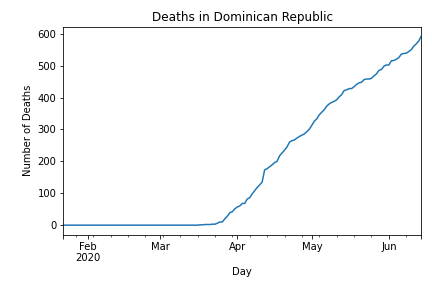 Deaths in Dominican Republic
600
500
400
300
200
100
0
Number of Deaths
Feb
2020
Mar
Apr
May
Jun
Day